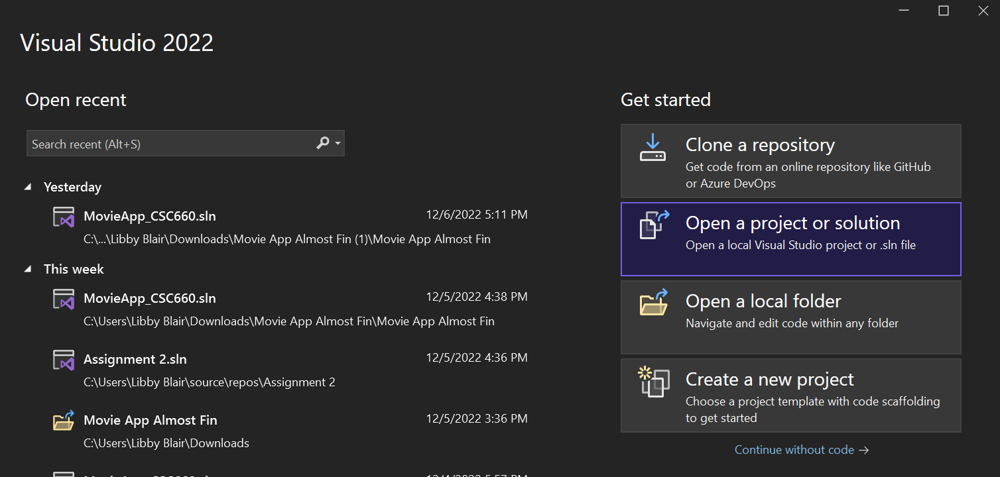 Visual Studio 2022
Open recent
Search recent (Alt+S)
Yesterday
MovieApp_CSC660.sln 12/6/2022 5:11 PM
C:\...\Libby Blair\Downloads\Movie App Almost Fin (1)\Movie App Almost Fin
This week
MovieApp_CSC660.sln 12/5/2022 4:38 PM
C:\Users\Libby Blair\Downloads\Movie App Almost Fin\Movie App Almost Fin
Assignment 2.sln 12/5/2022 4:36 PM
C:\Users\Libby Blair\source\repos\Assignment 2
Movie App Almost Fin 12/5/2022 3:36 PM
C:\Users\Libby Blair\Downloads
Get started
Clone a repository
Get code from an online repository like GitHub
or Azure DevOps
Open a project or solution
Open a local Visual Studio project or .sln file
Open a local folder
Navigate and edit code within any folder
Create a new project
Choose a project template with code scaffolding
to get started
Continue without code →